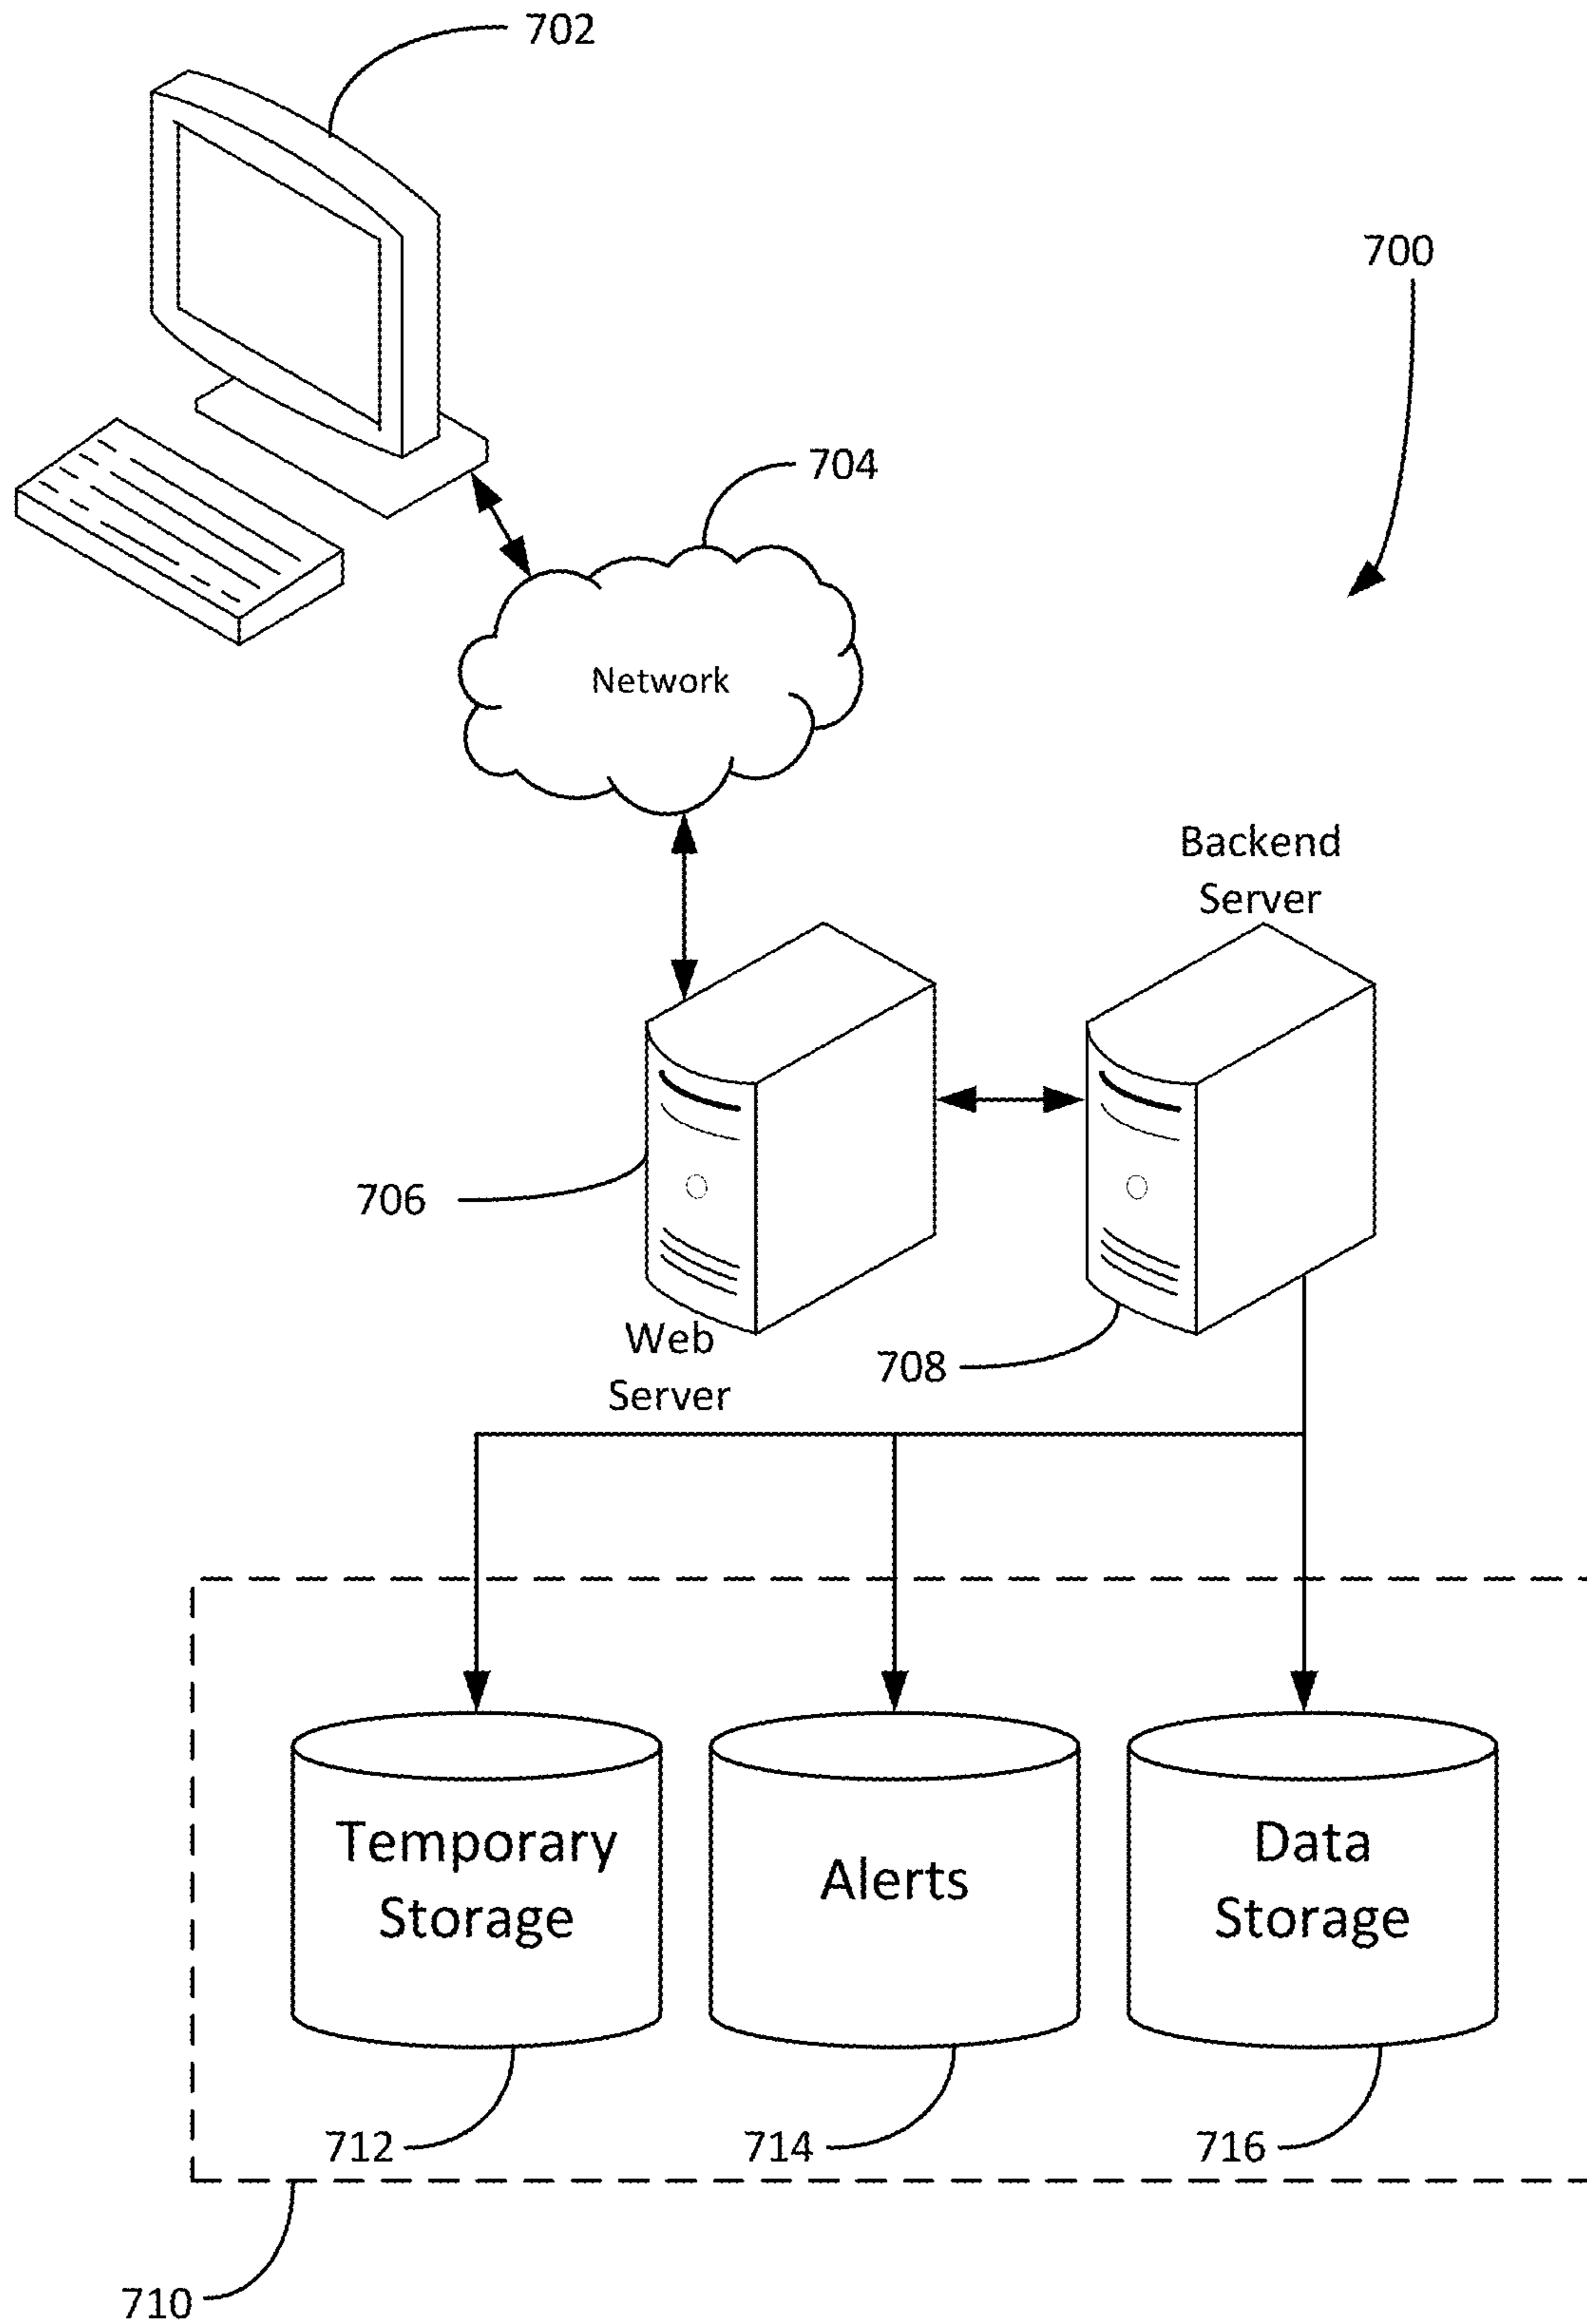 702
700
704
Network
Backend
Server
706
Web
Server
708
Temporary
Storage
Alerts
Data
Storage
712
714
716
710